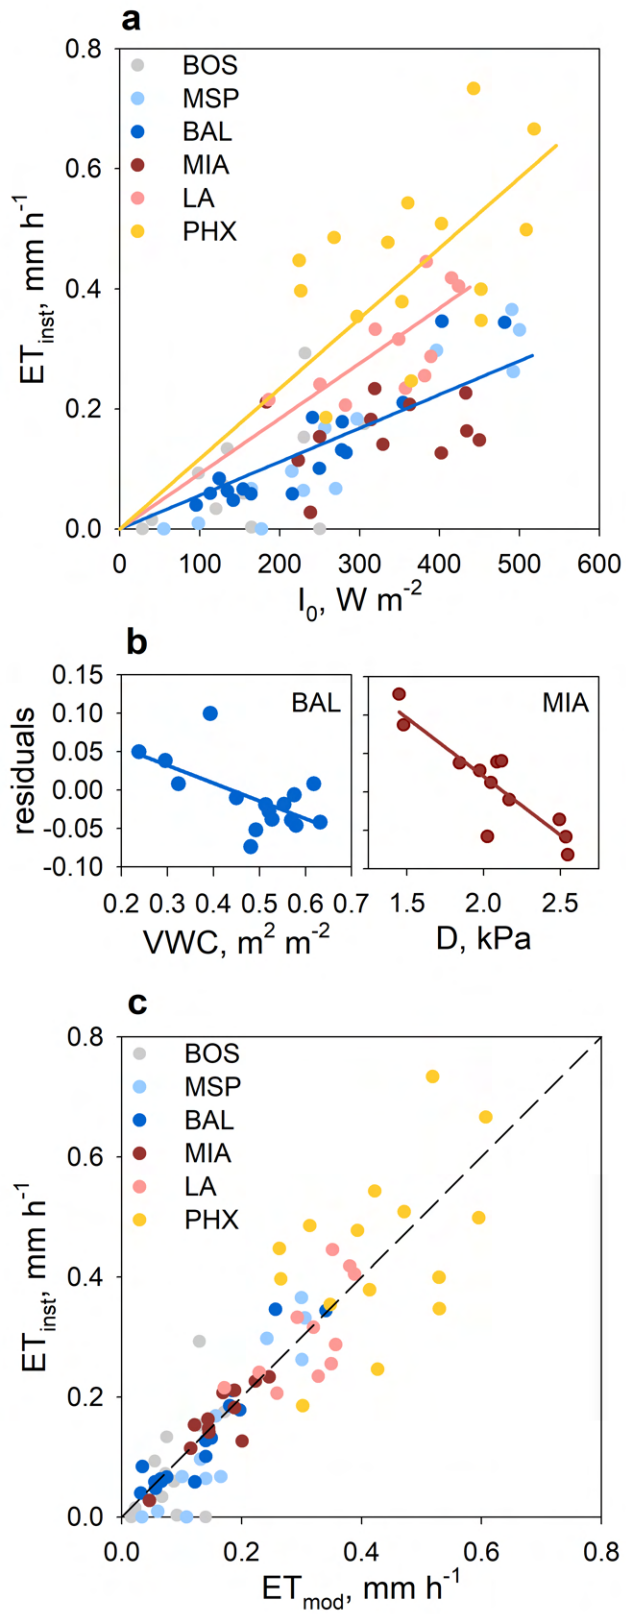 a
0.8
0.6
0.4
0.2
0.0
ET_inst, mm h⁻¹
BOS
MSP
BAL
MIA
LA
PHX
0 100 200 300 400 500 600
I₀, W m⁻²
b
0.15
0.10
0.05
0.00
-0.05
-0.10
residuals
BAL
0.2 0.3 0.4 0.5 0.6 0.7
VWC, m² m⁻²
MIA
1.5 2.0 2.5
D, kPa
c
0.8
0.6
0.4
0.2
0.0
ET_inst, mm h⁻¹
BOS
MSP
BAL
MIA
LA
PHX
0.0 0.2 0.4 0.6 0.8
ET_mod, mm h⁻¹